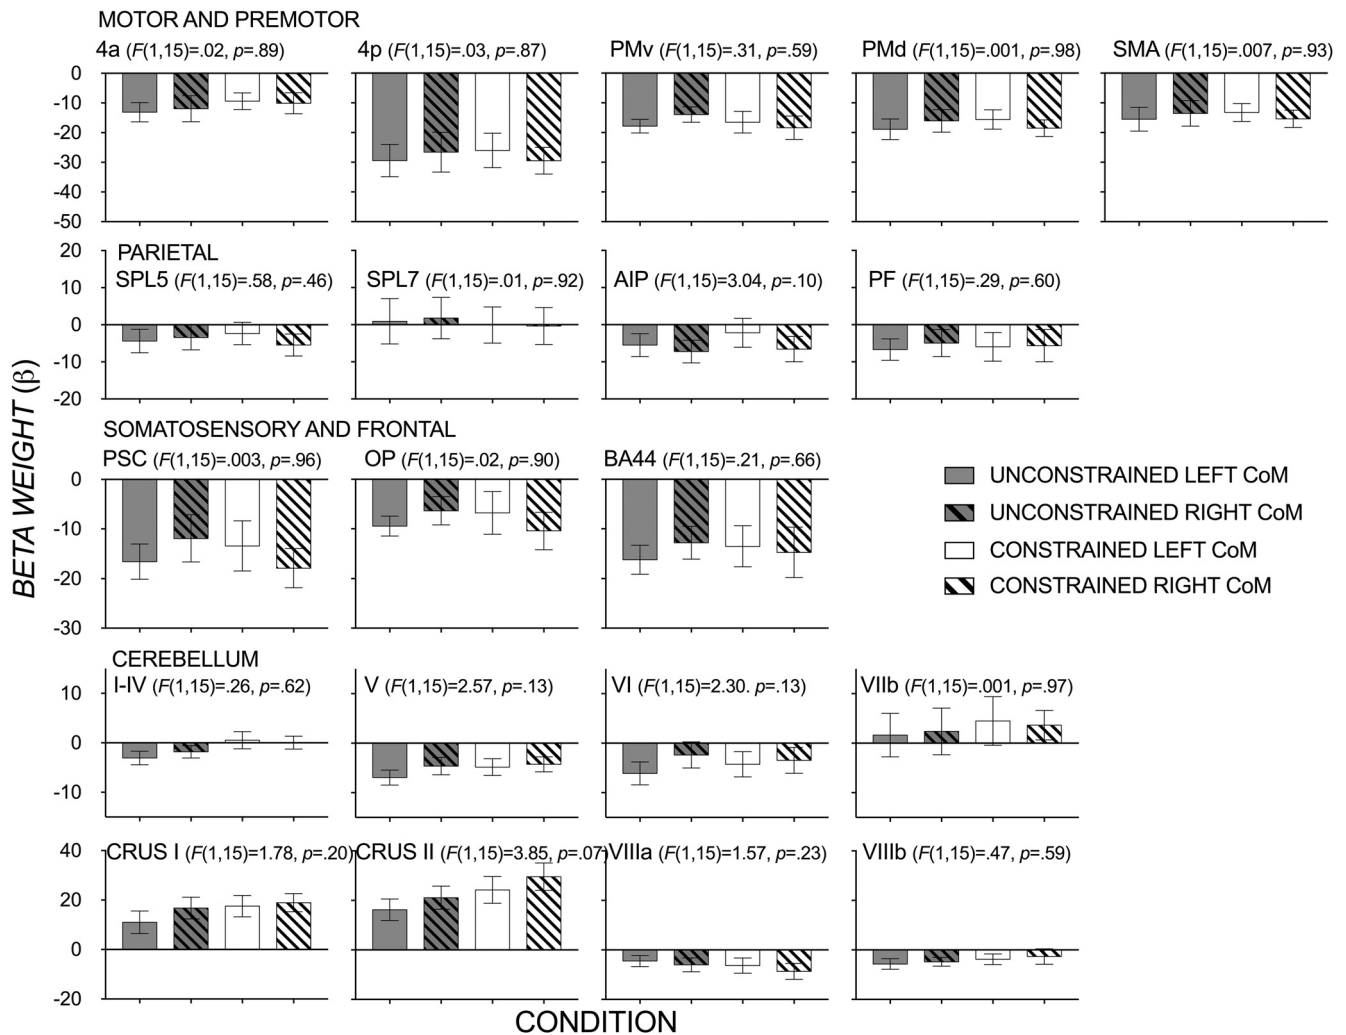 MOTOR AND PREMOTOR
4a (F(1,15)=.02, p=.89)
4p (F(1,15)=.03, p=.87)
PMv (F(1,15)=.31, p=.59)
PMd (F(1,15)=.001, p=.98)
SMA (F(1,15)=.007, p=.93)
0
-10
-20
-30
-40
-50
PARIETAL
SPL5 (F(1,15)=.58, p=.46)
SPL7 (F(1,15)=.01, p=.92)
AIP (F(1,15)=3.04, p=.10)
PF (F(1,15)=.29, p=.60)
20
10
0
-10
-20
BETA WEIGHT (β)
SOMATOSENSORY AND FRONTAL
PSC (F(1,15)=.003, p=.96)
OP (F(1,15)=.02, p=.90)
BA44 (F(1,15)=.21, p=.66)
0
-10
-20
-30
UNCONSTRAINED LEFT CoM
UNCONSTRAINED RIGHT CoM
CONSTRAINED LEFT CoM
CONSTRAINED RIGHT CoM
CEREBELLUM
I-IV (F(1,15)=.26, p=.62)
V (F(1,15)=2.57, p=.13)
VI (F(1,15)=2.30. p=.13)
VIIb (F(1,15)=.001, p=.97)
10
0
-10
CRUS I (F(1,15)=1.78, p=.20)
CRUS II (F(1,15)=3.85, p=.07)
VIIIa (F(1,15)=1.57, p=.23)
VIIIb (F(1,15)=.47, p=.59)
40
20
0
-20
CONDITION